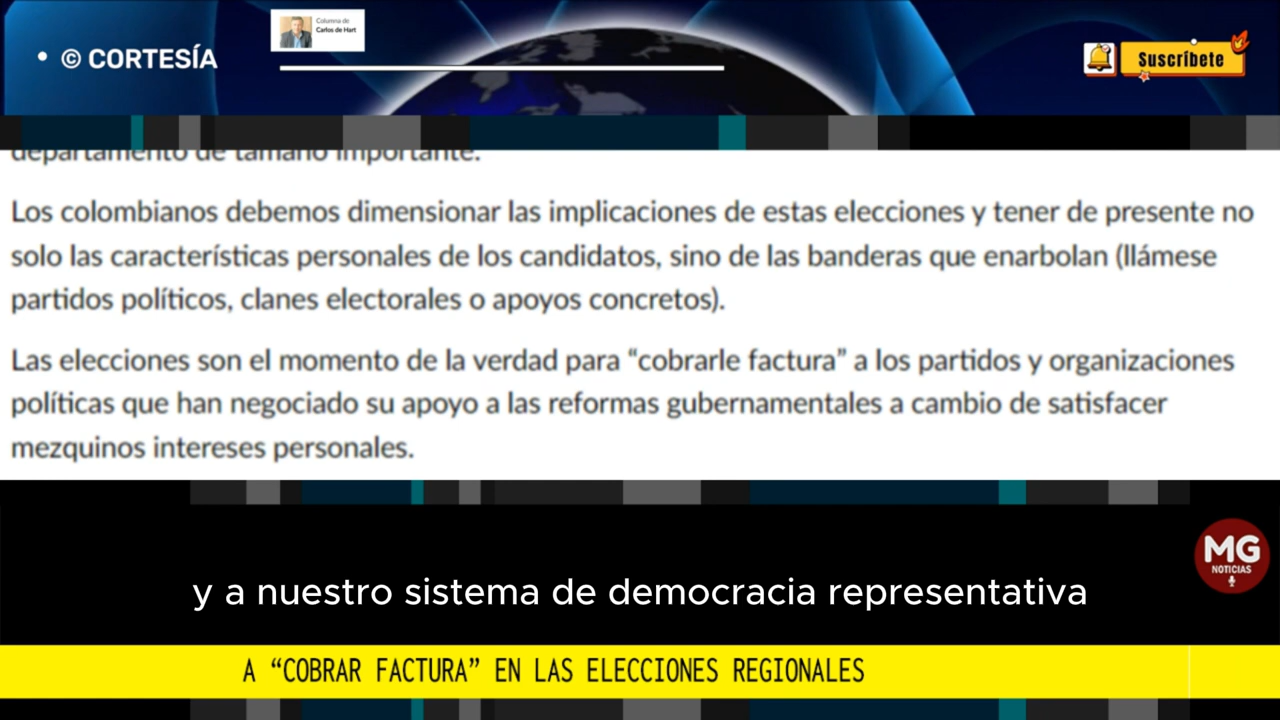 • © CORTESÍA
Columna de
Carlos de Hart
Suscríbete
departamento de tamaño importante.
Los colombianos debemos dimensionar las implicaciones de estas elecciones y tener de presente no
solo las características personales de los candidatos, sino de las banderas que enarbolan (llámese
partidos políticos, clanes electorales o apoyos concretos).
Las elecciones son el momento de la verdad para “cobrarle factura” a los partidos y organizaciones
políticas que han negociado su apoyo a las reformas gubernamentales a cambio de satisfacer
mezquinos intereses personales.
MG
NOTICIAS
y a nuestro sistema de democracia representativa
A “COBRAR FACTURA” EN LAS ELECCIONES REGIONALES